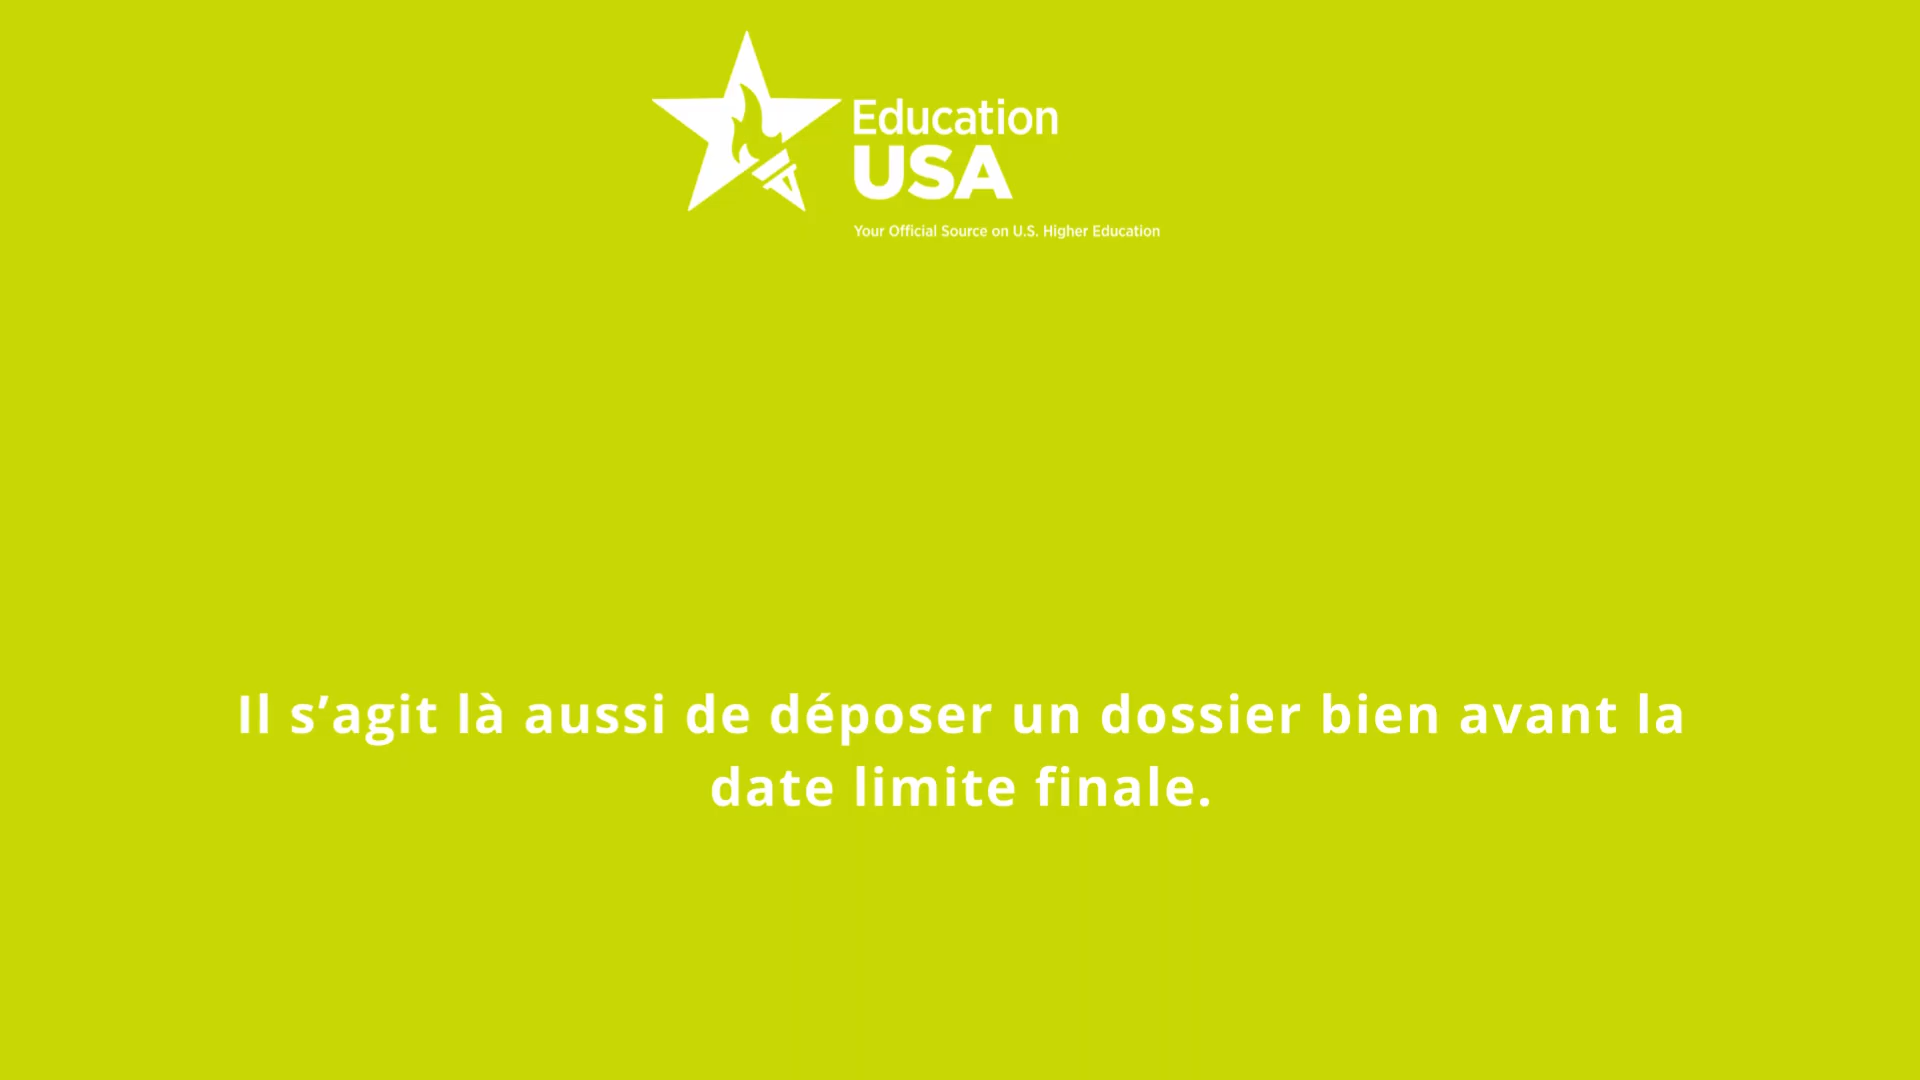 Education
USA
Your Official Source on U.S. Higher Education
Il s’agit là aussi de déposer un dossier bien avant la
date limite finale.